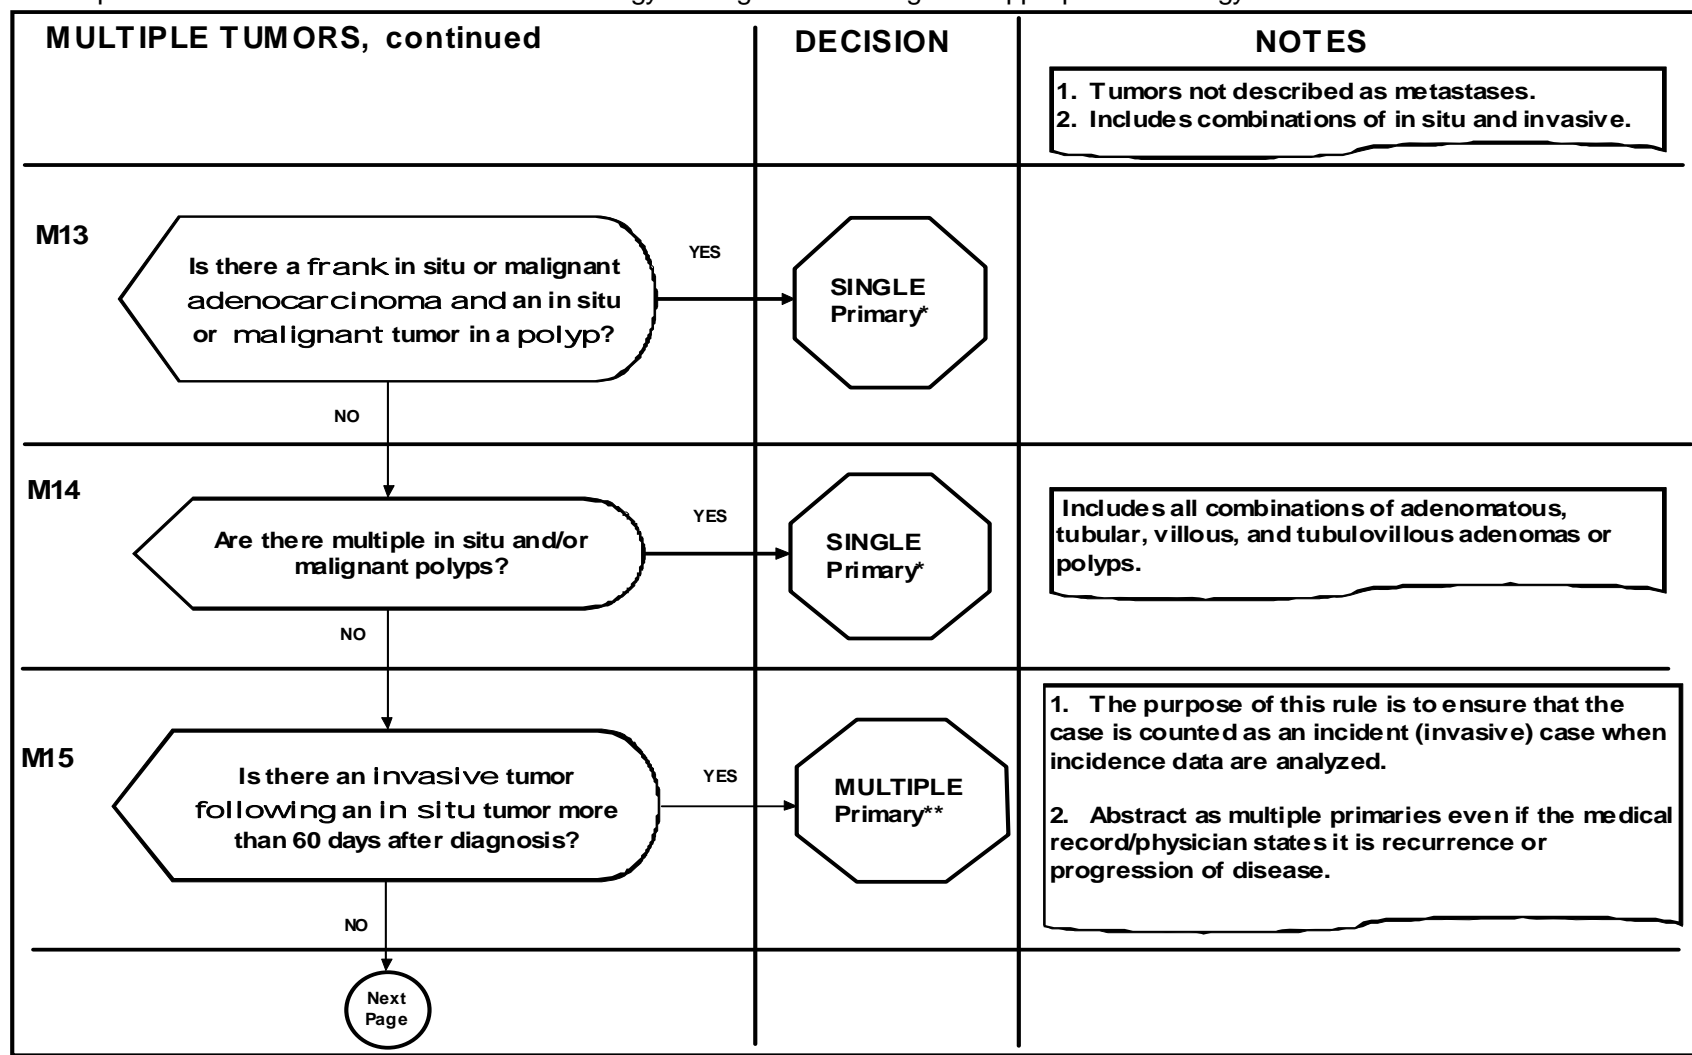 MULTIPLE TUMORS, continued
DECISION
NOTES
1. Tumors not described as metastases.
2. Includes combinations of in situ and invasive.
M13
Is there a frank in situ or malignant
adenocarcinoma and an in situ
or malignant tumor in a polyp?
YES
SINGLE
Primary*
NO
M14
Are there multiple in situ and/or
malignant polyps?
YES
SINGLE
Primary*
Includes all combinations of adenomatous,
tubular, villous, and tubulovillous adenomas or
polyps.
NO
M15
Is there an invasive tumor
following an in situ tumor more
than 60 days after diagnosis?
YES
MULTIPLE
Primary**
1. The purpose of this rule is to ensure that the
case is counted as an incident (invasive) case when
incidence data are analyzed.
2. Abstract as multiple primaries even if the medical
record/physician states it is recurrence or
progression of disease.
NO
Next
Page